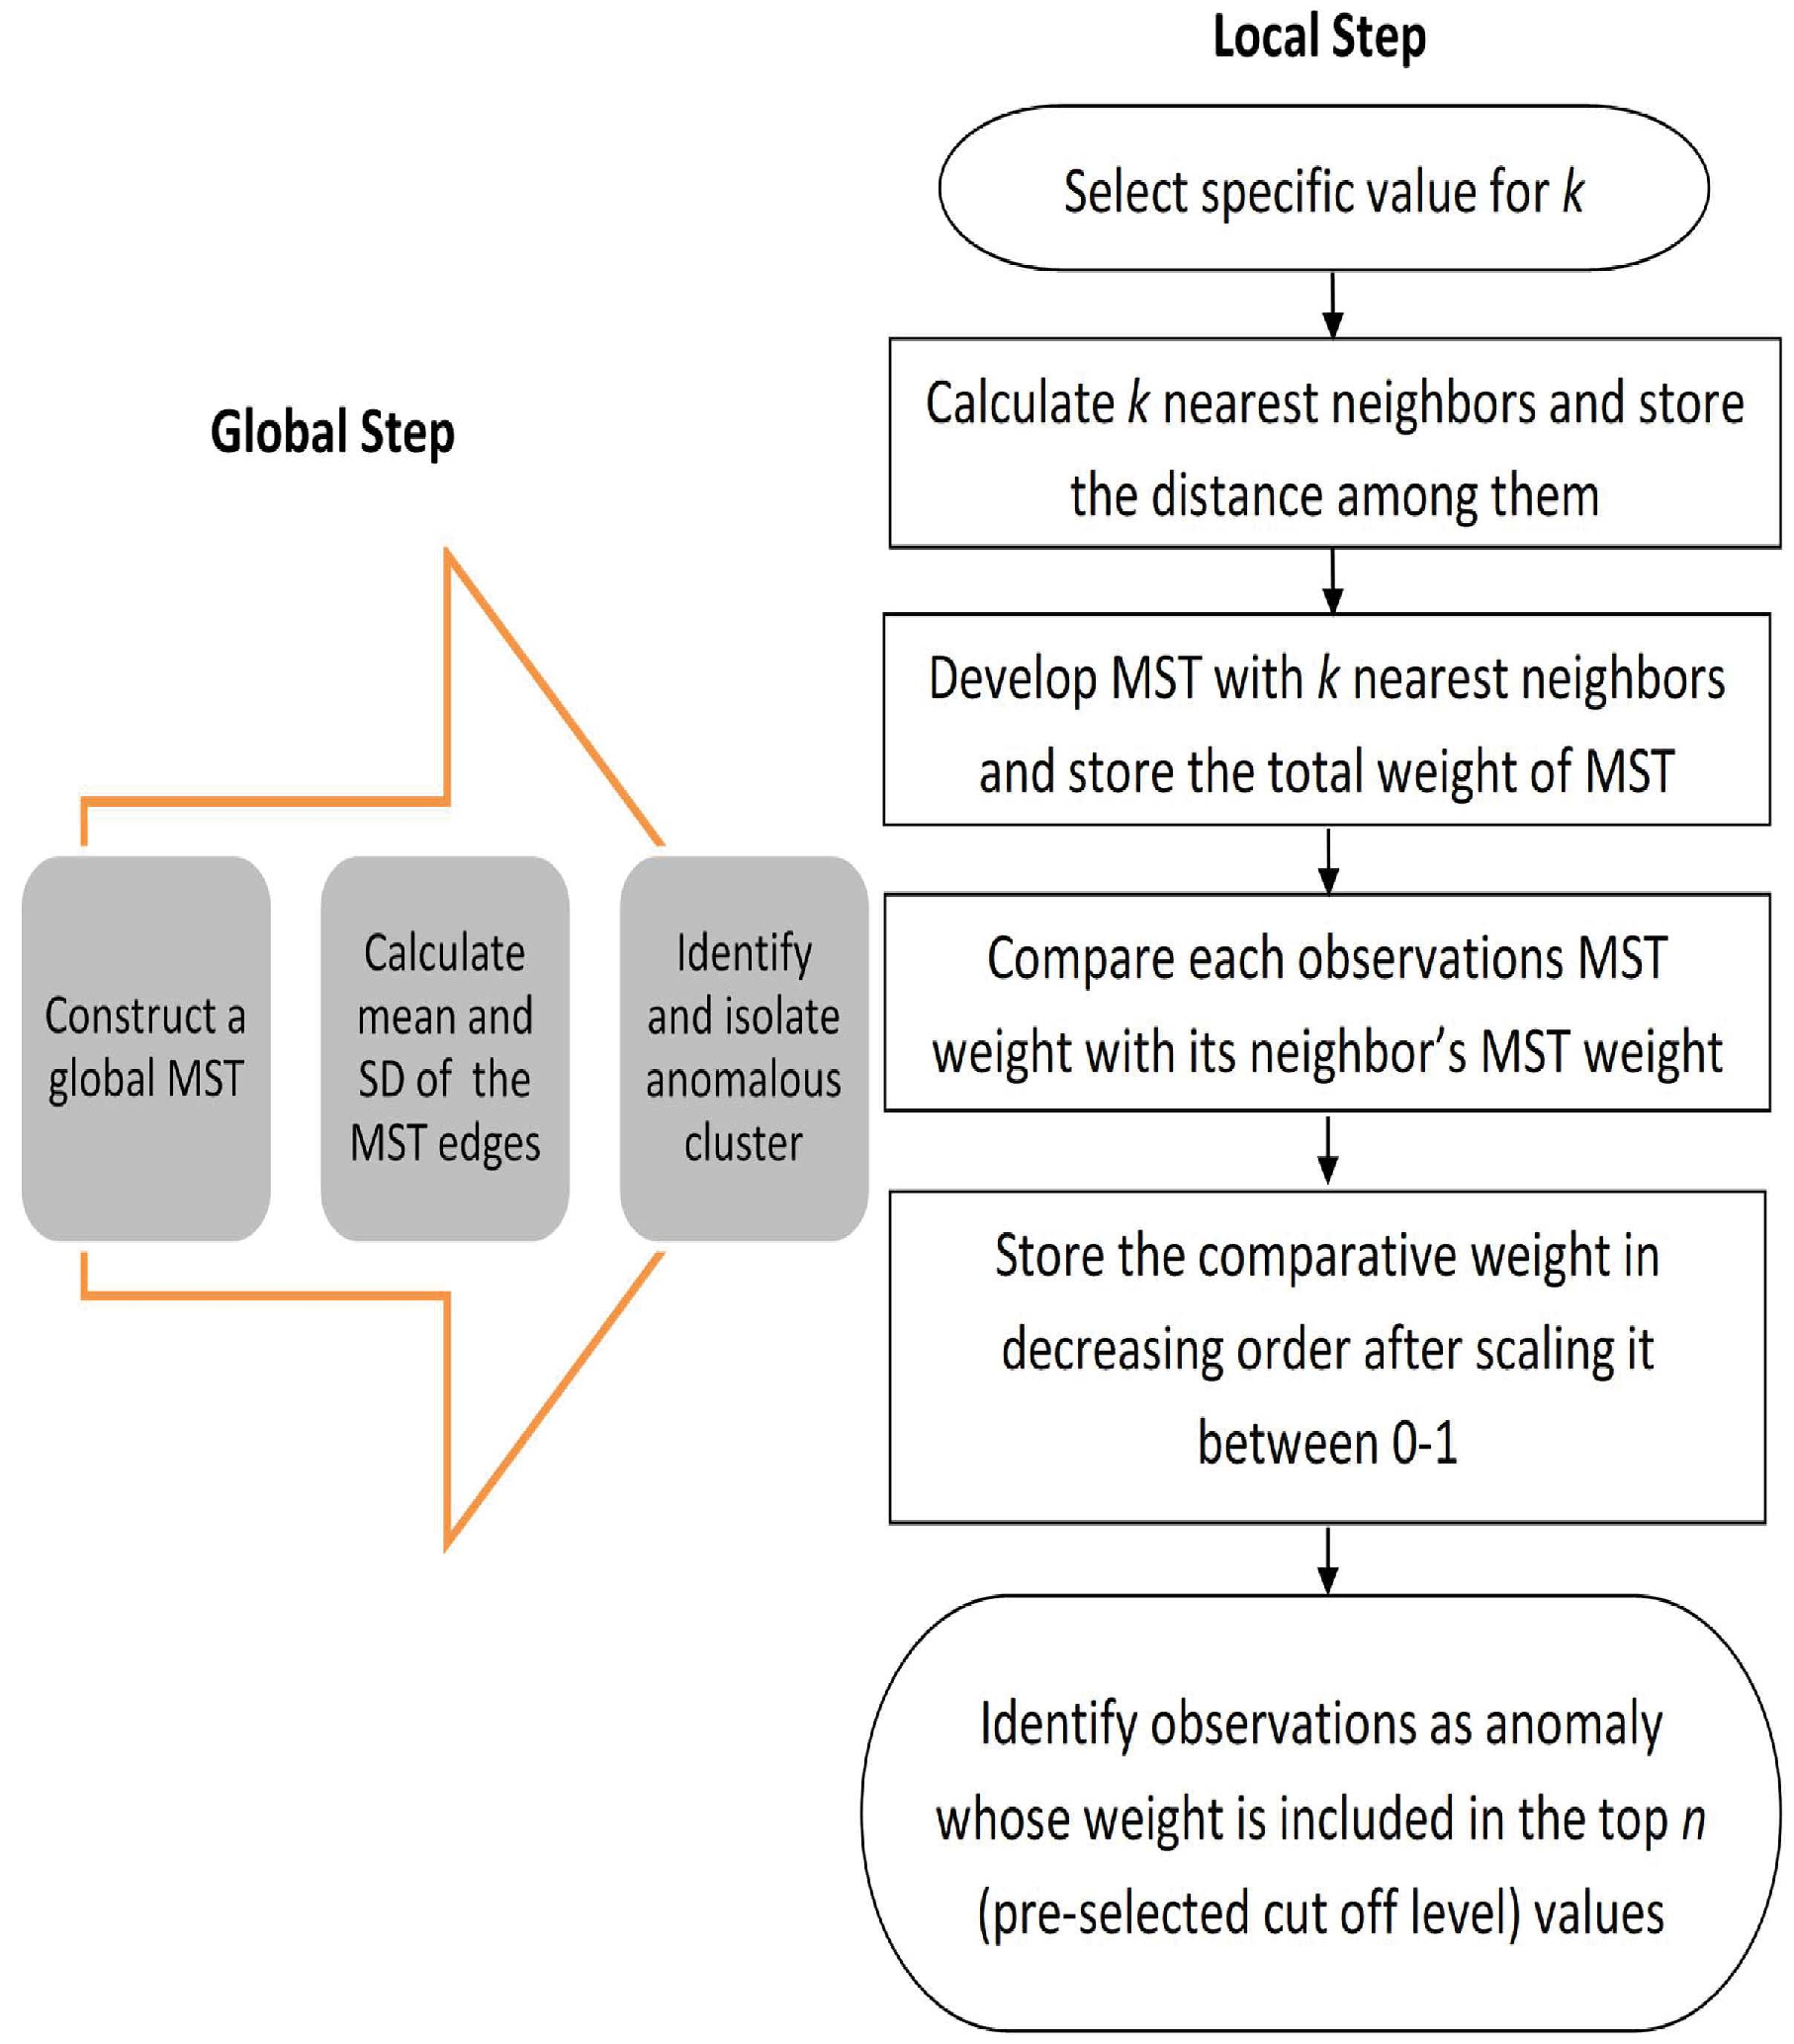 Global Step
Construct a
global MST
Calculate
mean and
SD of the
MST edges
Identify
and isolate
anomalous
cluster
Local Step
Select specific value for k
Calculate k nearest neighbors and store
the distance among them
Develop MST with k nearest neighbors
and store the total weight of MST
Compare each observations MST
weight with its neighbor’s MST weight
Store the comparative weight in
decreasing order after scaling it
between 0-1
Identify observations as anomaly
whose weight is included in the top n
(pre-selected cut off level) values